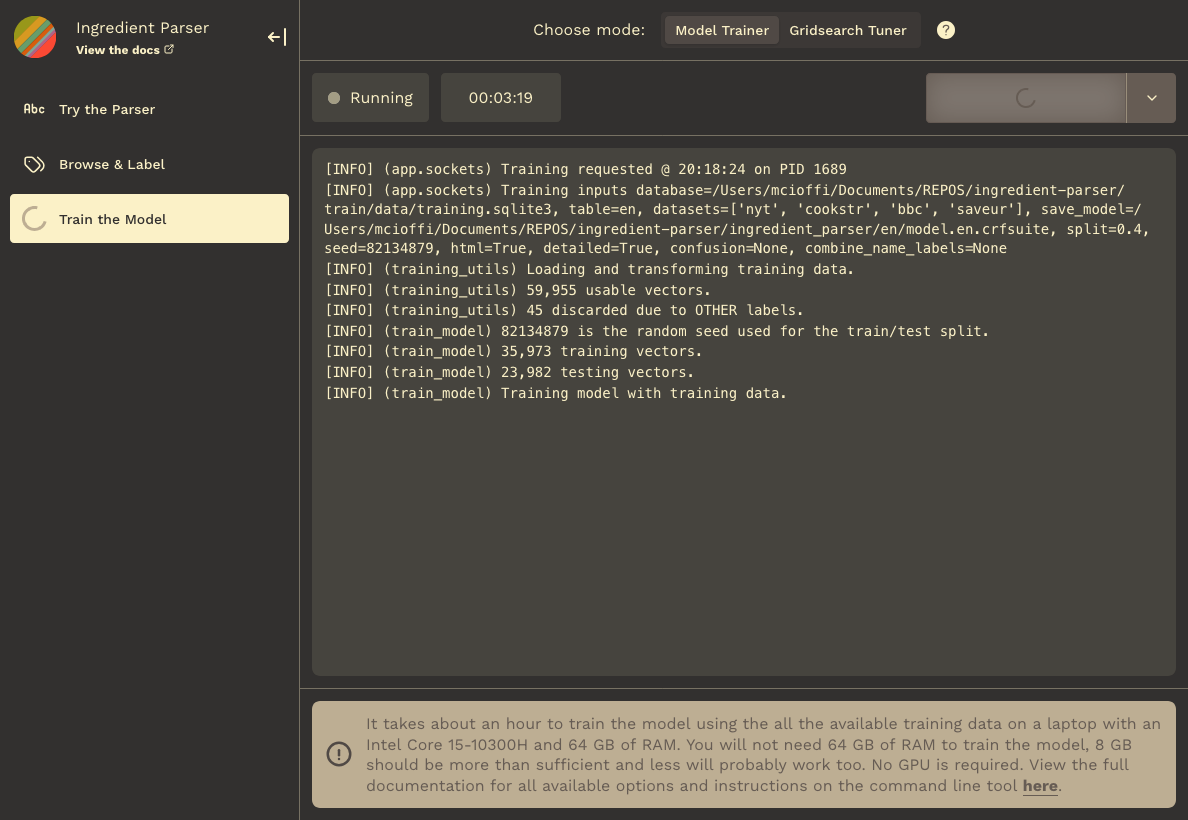 Ingredient Parser
View the docs
Abc Try the Parser
Browse & Label
Train the Model
Choose mode: Model Trainer Gridsearch Tuner ?
Running 00:03:19
[INFO] (app.sockets) Training requested @ 20:18:24 on PID 1689
[INFO] (app.sockets) Training inputs database=/Users/mcioffi/Documents/REPOS/ingredient-parser/
train/data/training.sqlite3, table=en, datasets=['nyt', 'cookstr', 'bbc', 'saveur'], save_model=/
Users/mcioffi/Documents/REPOS/ingredient-parser/ingredient_parser/en/model.en.crfsuite, split=0.4,
seed=82134879, html=True, detailed=True, confusion=None, combine_name_labels=None
[INFO] (training_utils) Loading and transforming training data.
[INFO] (training_utils) 59,955 usable vectors.
[INFO] (training_utils) 45 discarded due to OTHER labels.
[INFO] (train_model) 82134879 is the random seed used for the train/test split.
[INFO] (train_model) 35,973 training vectors.
[INFO] (train_model) 23,982 testing vectors.
[INFO] (train_model) Training model with training data.
It takes about an hour to train the model using the all the available training data on a laptop with an
Intel Core 15-10300H and 64 GB of RAM. You will not need 64 GB of RAM to train the model, 8 GB
should be more than sufficient and less will probably work too. No GPU is required. View the full
documentation for all available options and instructions on the command line tool here.